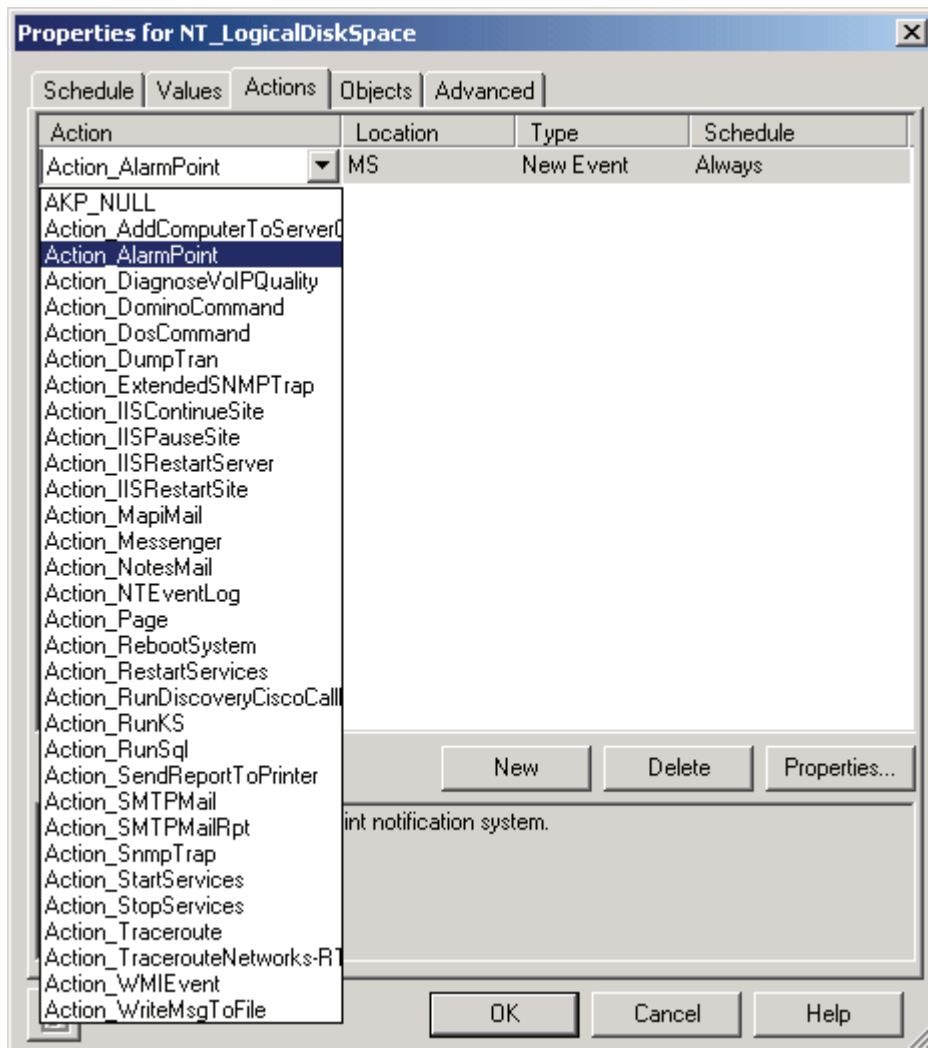 Properties for NT_LogicalDiskSpace
Schedule Values Actions Objects Advanced
Action Location Type Schedule
Action_AlarmPoint MS New Event Always
AKP_NULL
Action_AddComputerToServer
Action_AlarmPoint
Action_DiagnoseVoIPQuality
Action_DominoCommand
Action_DosCommand
Action_DumpTran
Action_ExtendedSNMPTrap
Action_IISContinueSite
Action_IISPauseSite
Action_IISRestartServer
Action_IISRestartSite
Action_MapiMail
Action_Messenger
Action_NotesMail
Action_NTEventLog
Action_Page
Action_RebootSystem
Action_RestartServices
Action_RunDiscoveryCiscoCall
Action_RunKS
Action_RunSql
New Delete Properties...
Action_SendReportToPrinter
Action_SMTPMail
Action_SMTPMailRpt int notification system.
Action_SnmpTrap
Action_StartServices
Action_StopServices
Action_Traceroute
Action_TracerouteNetworks-RT
Action_WMIEvent
Action_WriteMsgToFile
OK Cancel Help